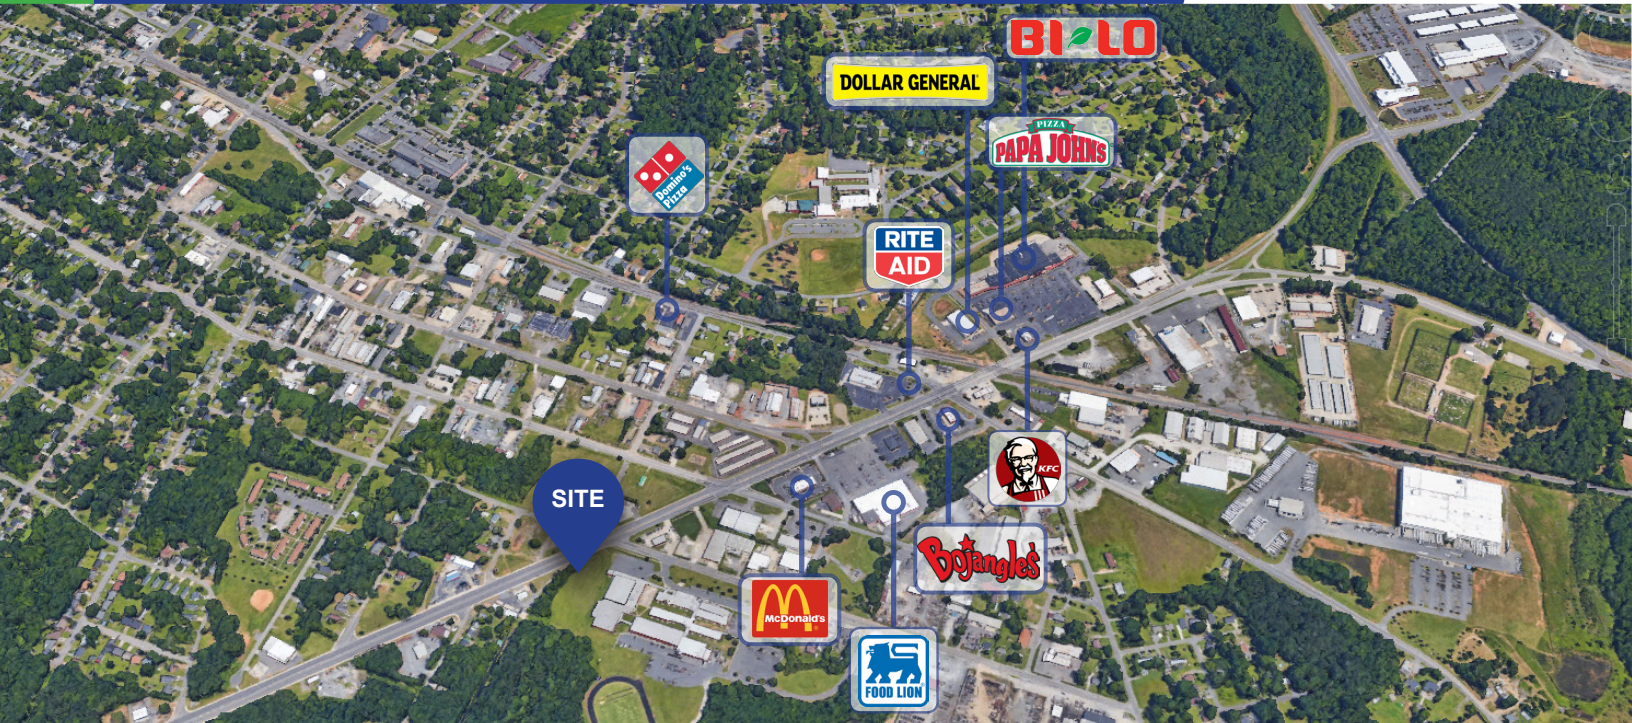 BI-LO
DOLLAR GENERAL
PIZZA
PAPA JOHNS
Domino's
Pizza
RITE
AID
KFC
SITE
Bojangles'
McDonald's
FOOD LION